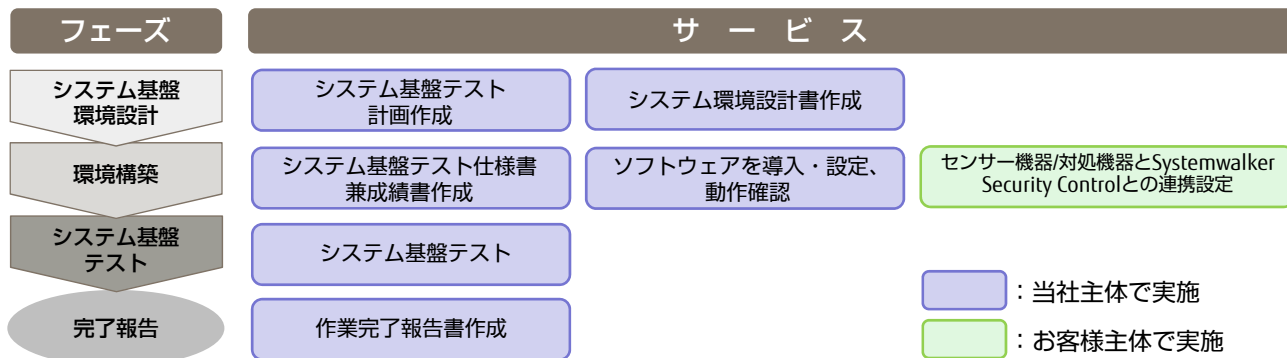 フェーズ
サ ー ビ ス
システム基盤
環境設計
システム基盤テスト
計画作成
システム環境設計書作成
環境構築
システム基盤テスト仕様書
兼成績書作成
ソフトウェアを導入・設定、
動作確認
センサー機器/対処機器とSystemwalker
Security Controlとの連携設定
システム基盤
テスト
システム基盤テスト
完了報告
作業完了報告書作成
：当社主体で実施
：お客様主体で実施